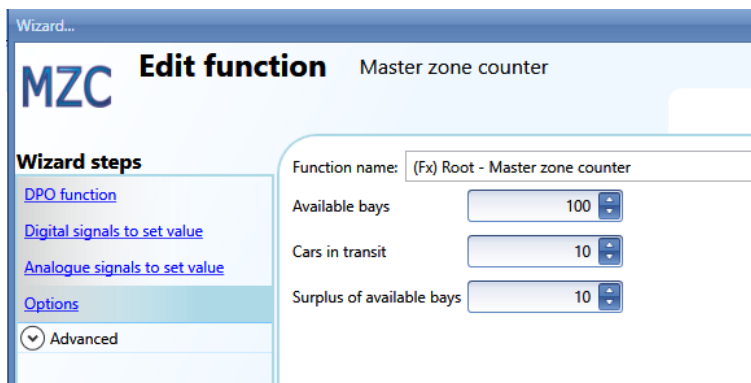 Wizard...
MZC
Edit function Master zone counter
Wizard steps
DPO function
Digital signals to set value
Analogue signals to set value
Options
Advanced
Function name: (Fx) Root - Master zone counter
Available bays 100
Cars in transit 10
Surplus of available bays 10